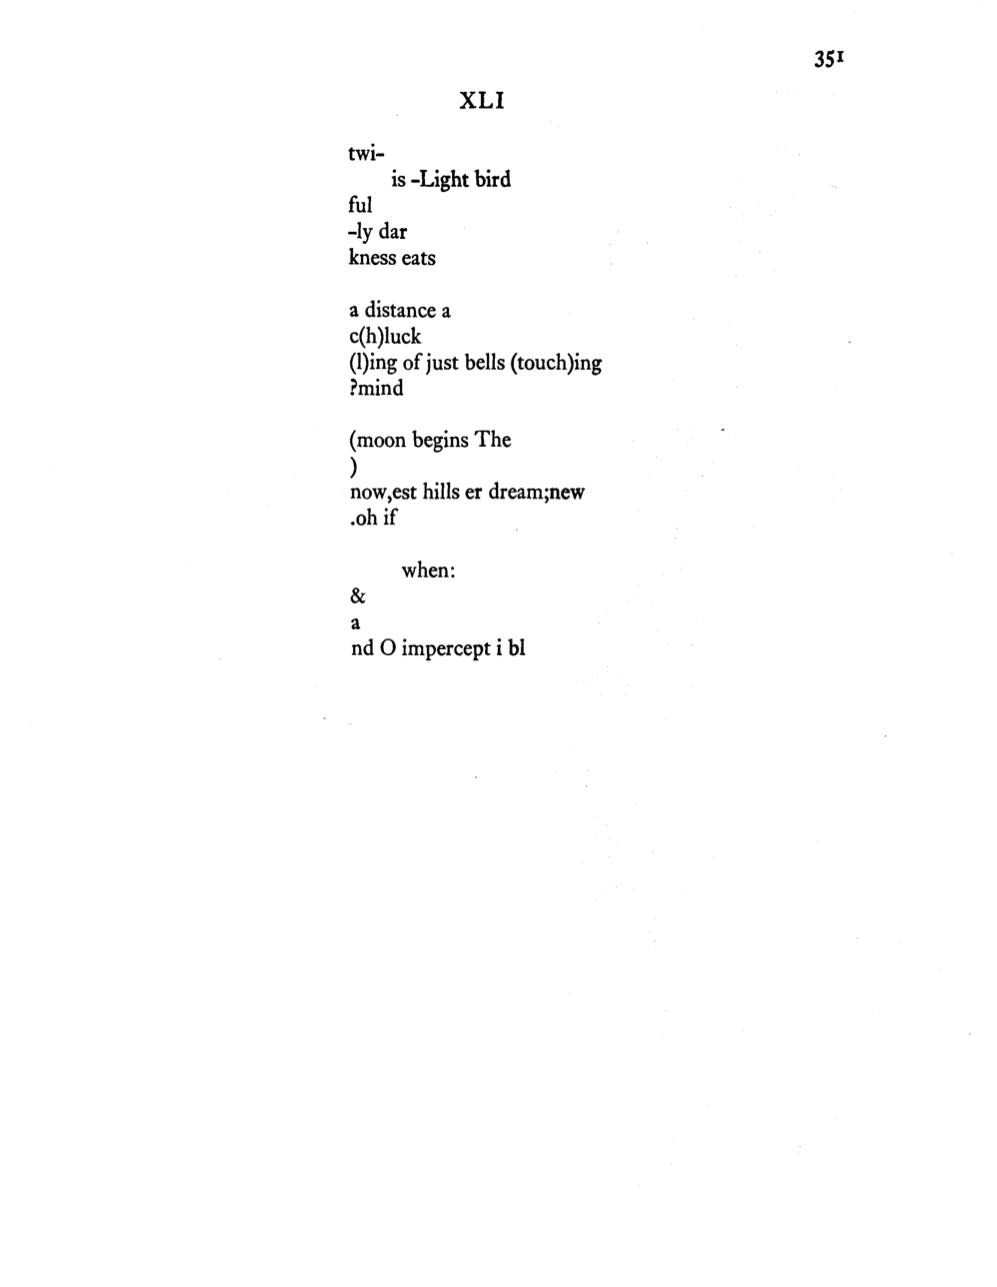 351
XLI
twi-
is -Light bird
ful
-ly dar
kness eats
a distance a
c(h)luck
(l)ing of just bells (touch)ing
?mind
(moon begins The
)
now,est hills er dream;new
.oh if
when:
&
a
nd O impercept i bl